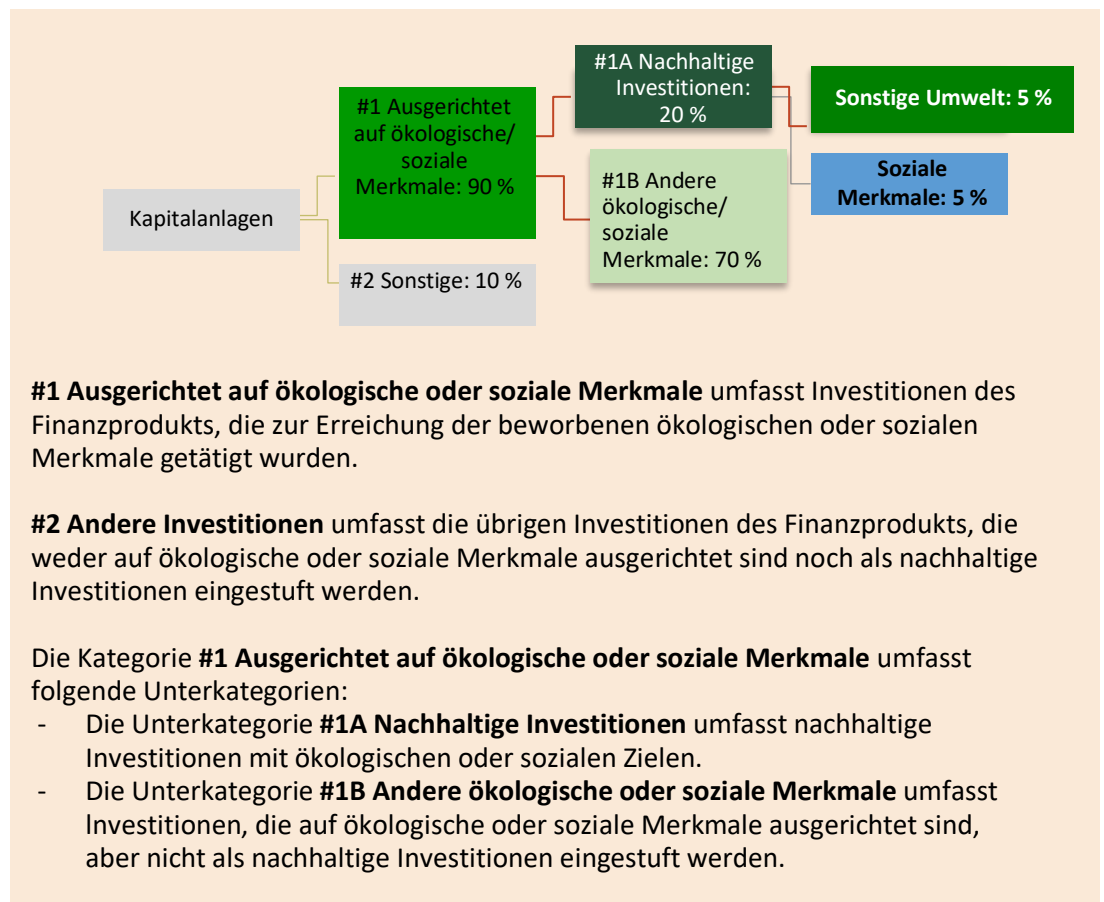 Kapitalanlagen
#1 Ausgerichtet
auf ökologische/
soziale
Merkmale: 90 %
#2 Sonstige: 10 %
#1A Nachhaltige
Investitionen:
20 %
#1B Andere
ökologische/
soziale
Merkmale: 70 %
Sonstige Umwelt: 5 %
Soziale
Merkmale: 5 %
#1 Ausgerichtet auf ökologische oder soziale Merkmale umfasst Investitionen des
Finanzprodukts, die zur Erreichung der beworbenen ökologischen oder sozialen
Merkmale getätigt wurden.
#2 Andere Investitionen umfasst die übrigen Investitionen des Finanzprodukts, die
weder auf ökologische oder soziale Merkmale ausgerichtet sind noch als nachhaltige
Investitionen eingestuft werden.
Die Kategorie #1 Ausgerichtet auf ökologische oder soziale Merkmale umfasst
folgende Unterkategorien:
- Die Unterkategorie #1A Nachhaltige Investitionen umfasst nachhaltige
Investitionen mit ökologischen oder sozialen Zielen.
- Die Unterkategorie #1B Andere ökologische oder soziale Merkmale umfasst
Investitionen, die auf ökologische oder soziale Merkmale ausgerichtet sind,
aber nicht als nachhaltige Investitionen eingestuft werden.